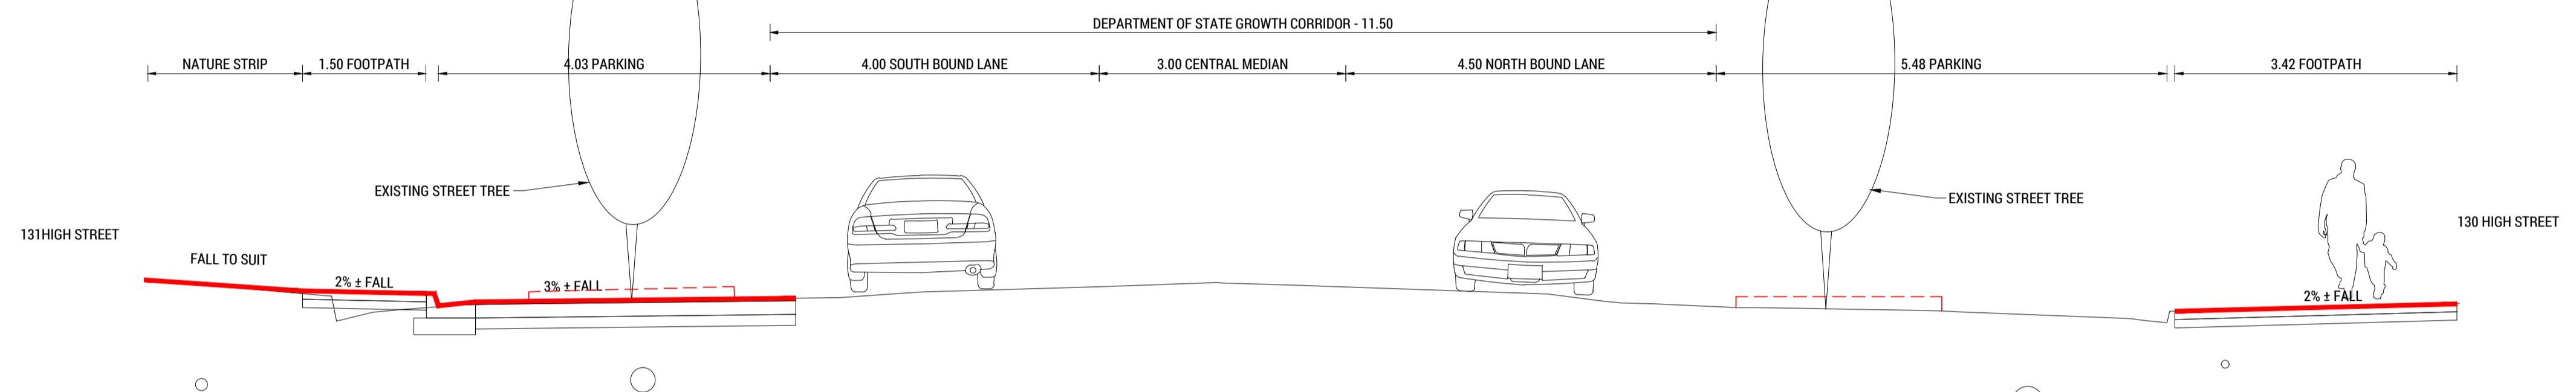 DEPARTMENT OF STATE GROWTH CORRIDOR - 11.50
NATURE STRIP
1.50 FOOTPATH
4.03 PARKING
4.00 SOUTH BOUND LANE
3.00 CENTRAL MEDIAN
4.50 NORTH BOUND LANE
5.48 PARKING
3.42 FOOTPATH
EXISTING STREET TREE
EXISTING STREET TREE
131HIGH STREET
130 HIGH STREET
FALL TO SUIT
2% ± FALL
3% ± FALL
2% ± FALL